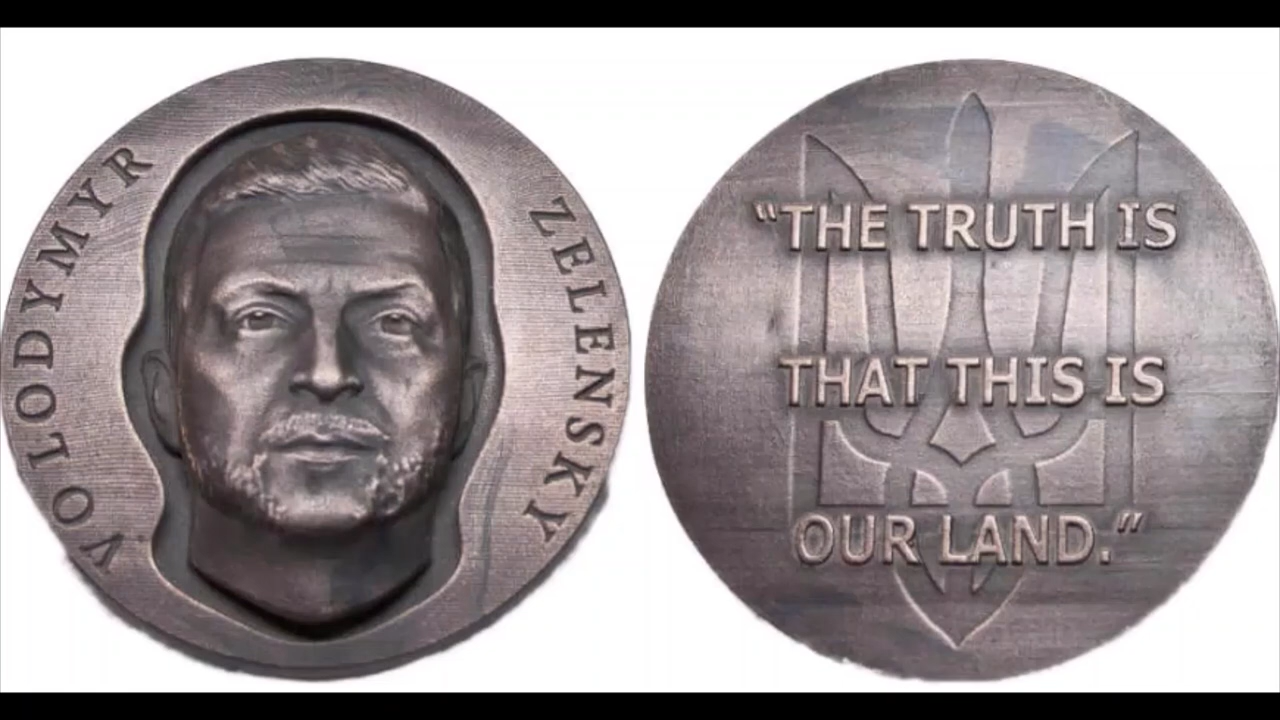 VOLODYMYR ZELENSKY
“THE TRUTH IS
THAT THIS IS
OUR LAND.”